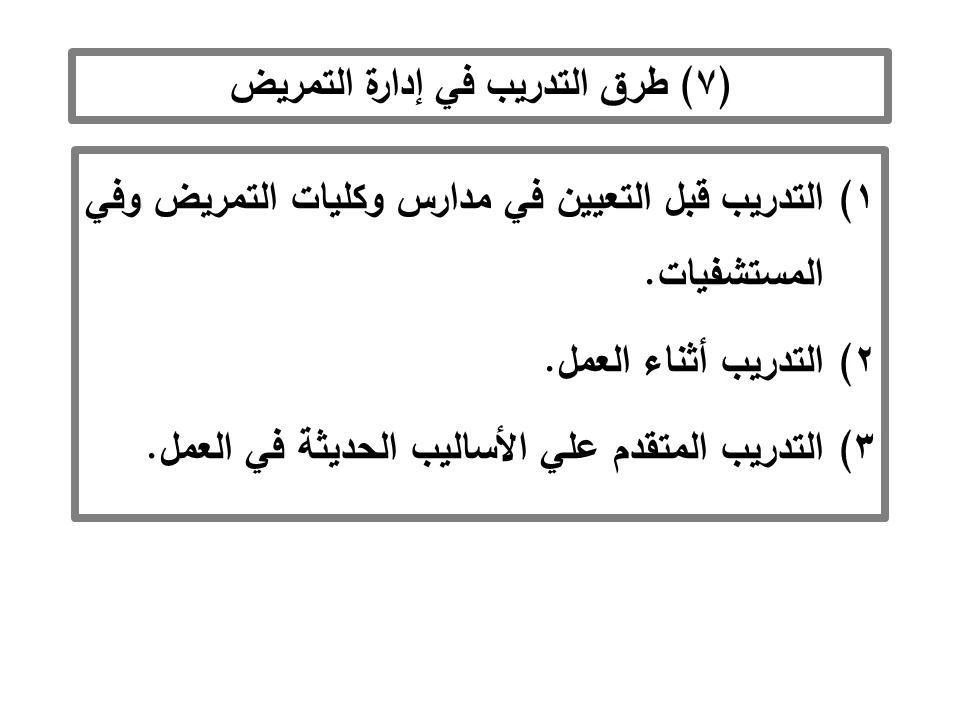 (٧) طرق التدريب في إدارة التمريض
١) التدريب قبل التعيين في مدارس وكليات التمريض وفي
المستشفيات.
٢) التدريب أثناء العمل.
٣) التدريب المتقدم علي الأساليب الحديثة في العمل.